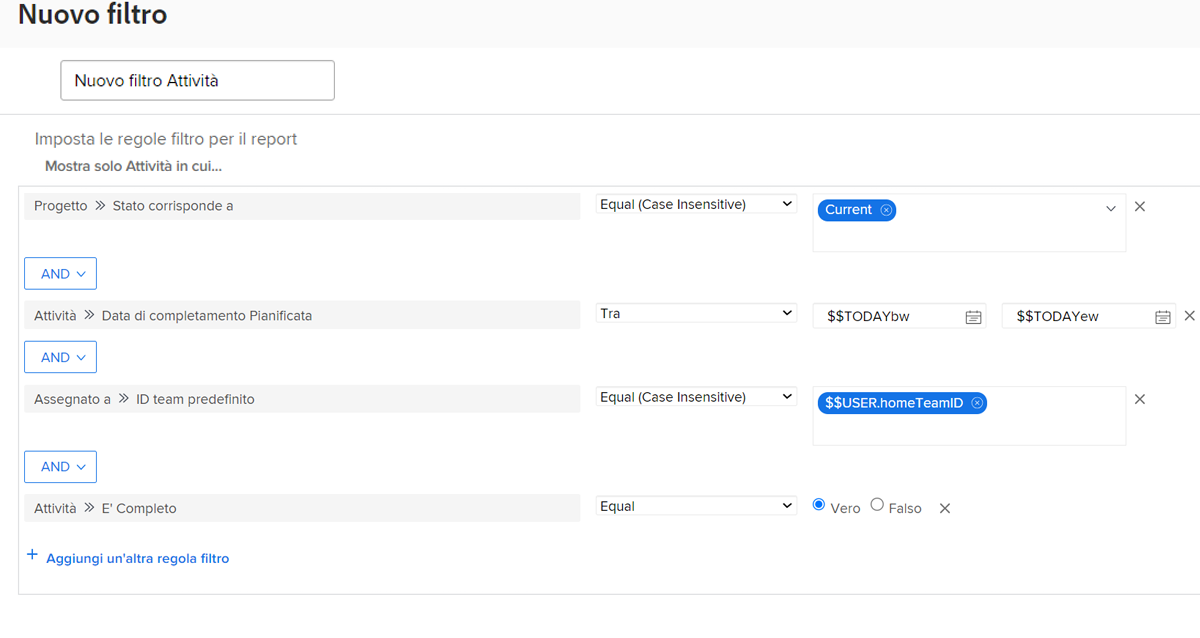 Nuovo filtro
Nuovo filtro Attività
Imposta le regole filtro per il report
Mostra solo Attività in cui...
Progetto » Stato corrisponde a Equal (Case Insensitive) Current
AND
Attività » Data di completamento Pianificata Tra $$TODAYbw $$TODAYew
AND
Assegnato a » ID team predefinito Equal (Case Insensitive) $$USER.homeTeamID
AND
Attività » E' Completo Equal Vero Falso
+ Aggiungi un'altra regola filtro